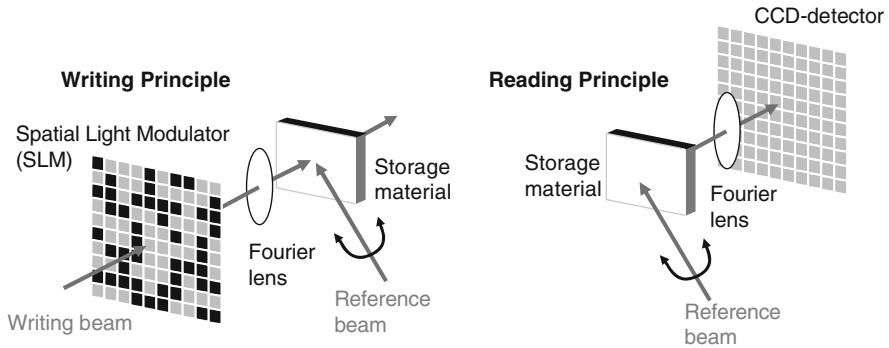 Writing Principle
Spatial Light Modulator
(SLM)
Storage
material
Fourier
lens
Writing beam
Reference
beam
CCD-detector
Reading Principle
Storage
material
Fourier
lens
Reference
beam